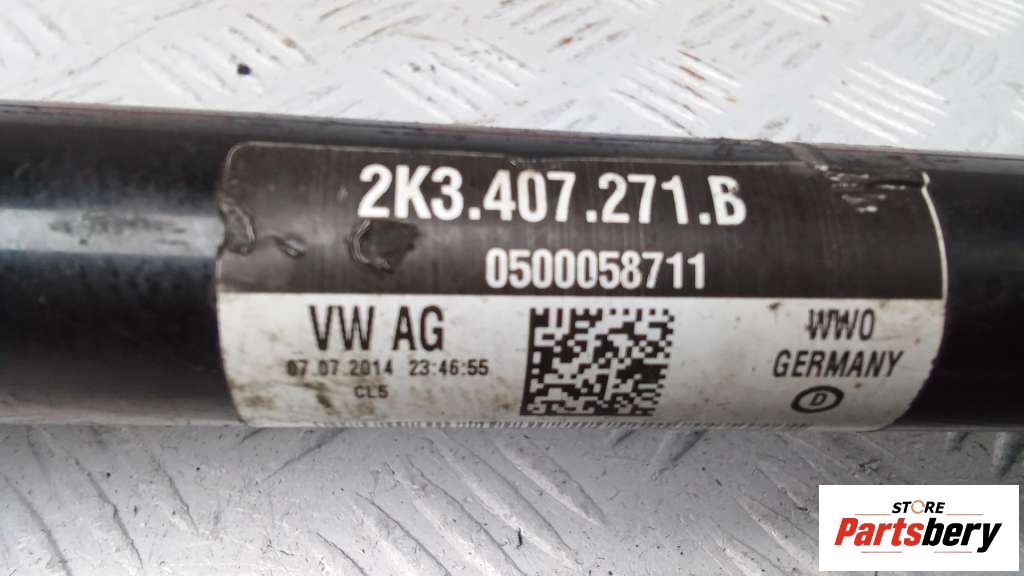 2K3.407.271.B
0500058711
VW AG
07.07.2014 23:46:55
CL5
WWO
GERMANY
D
STORE
Partsbery